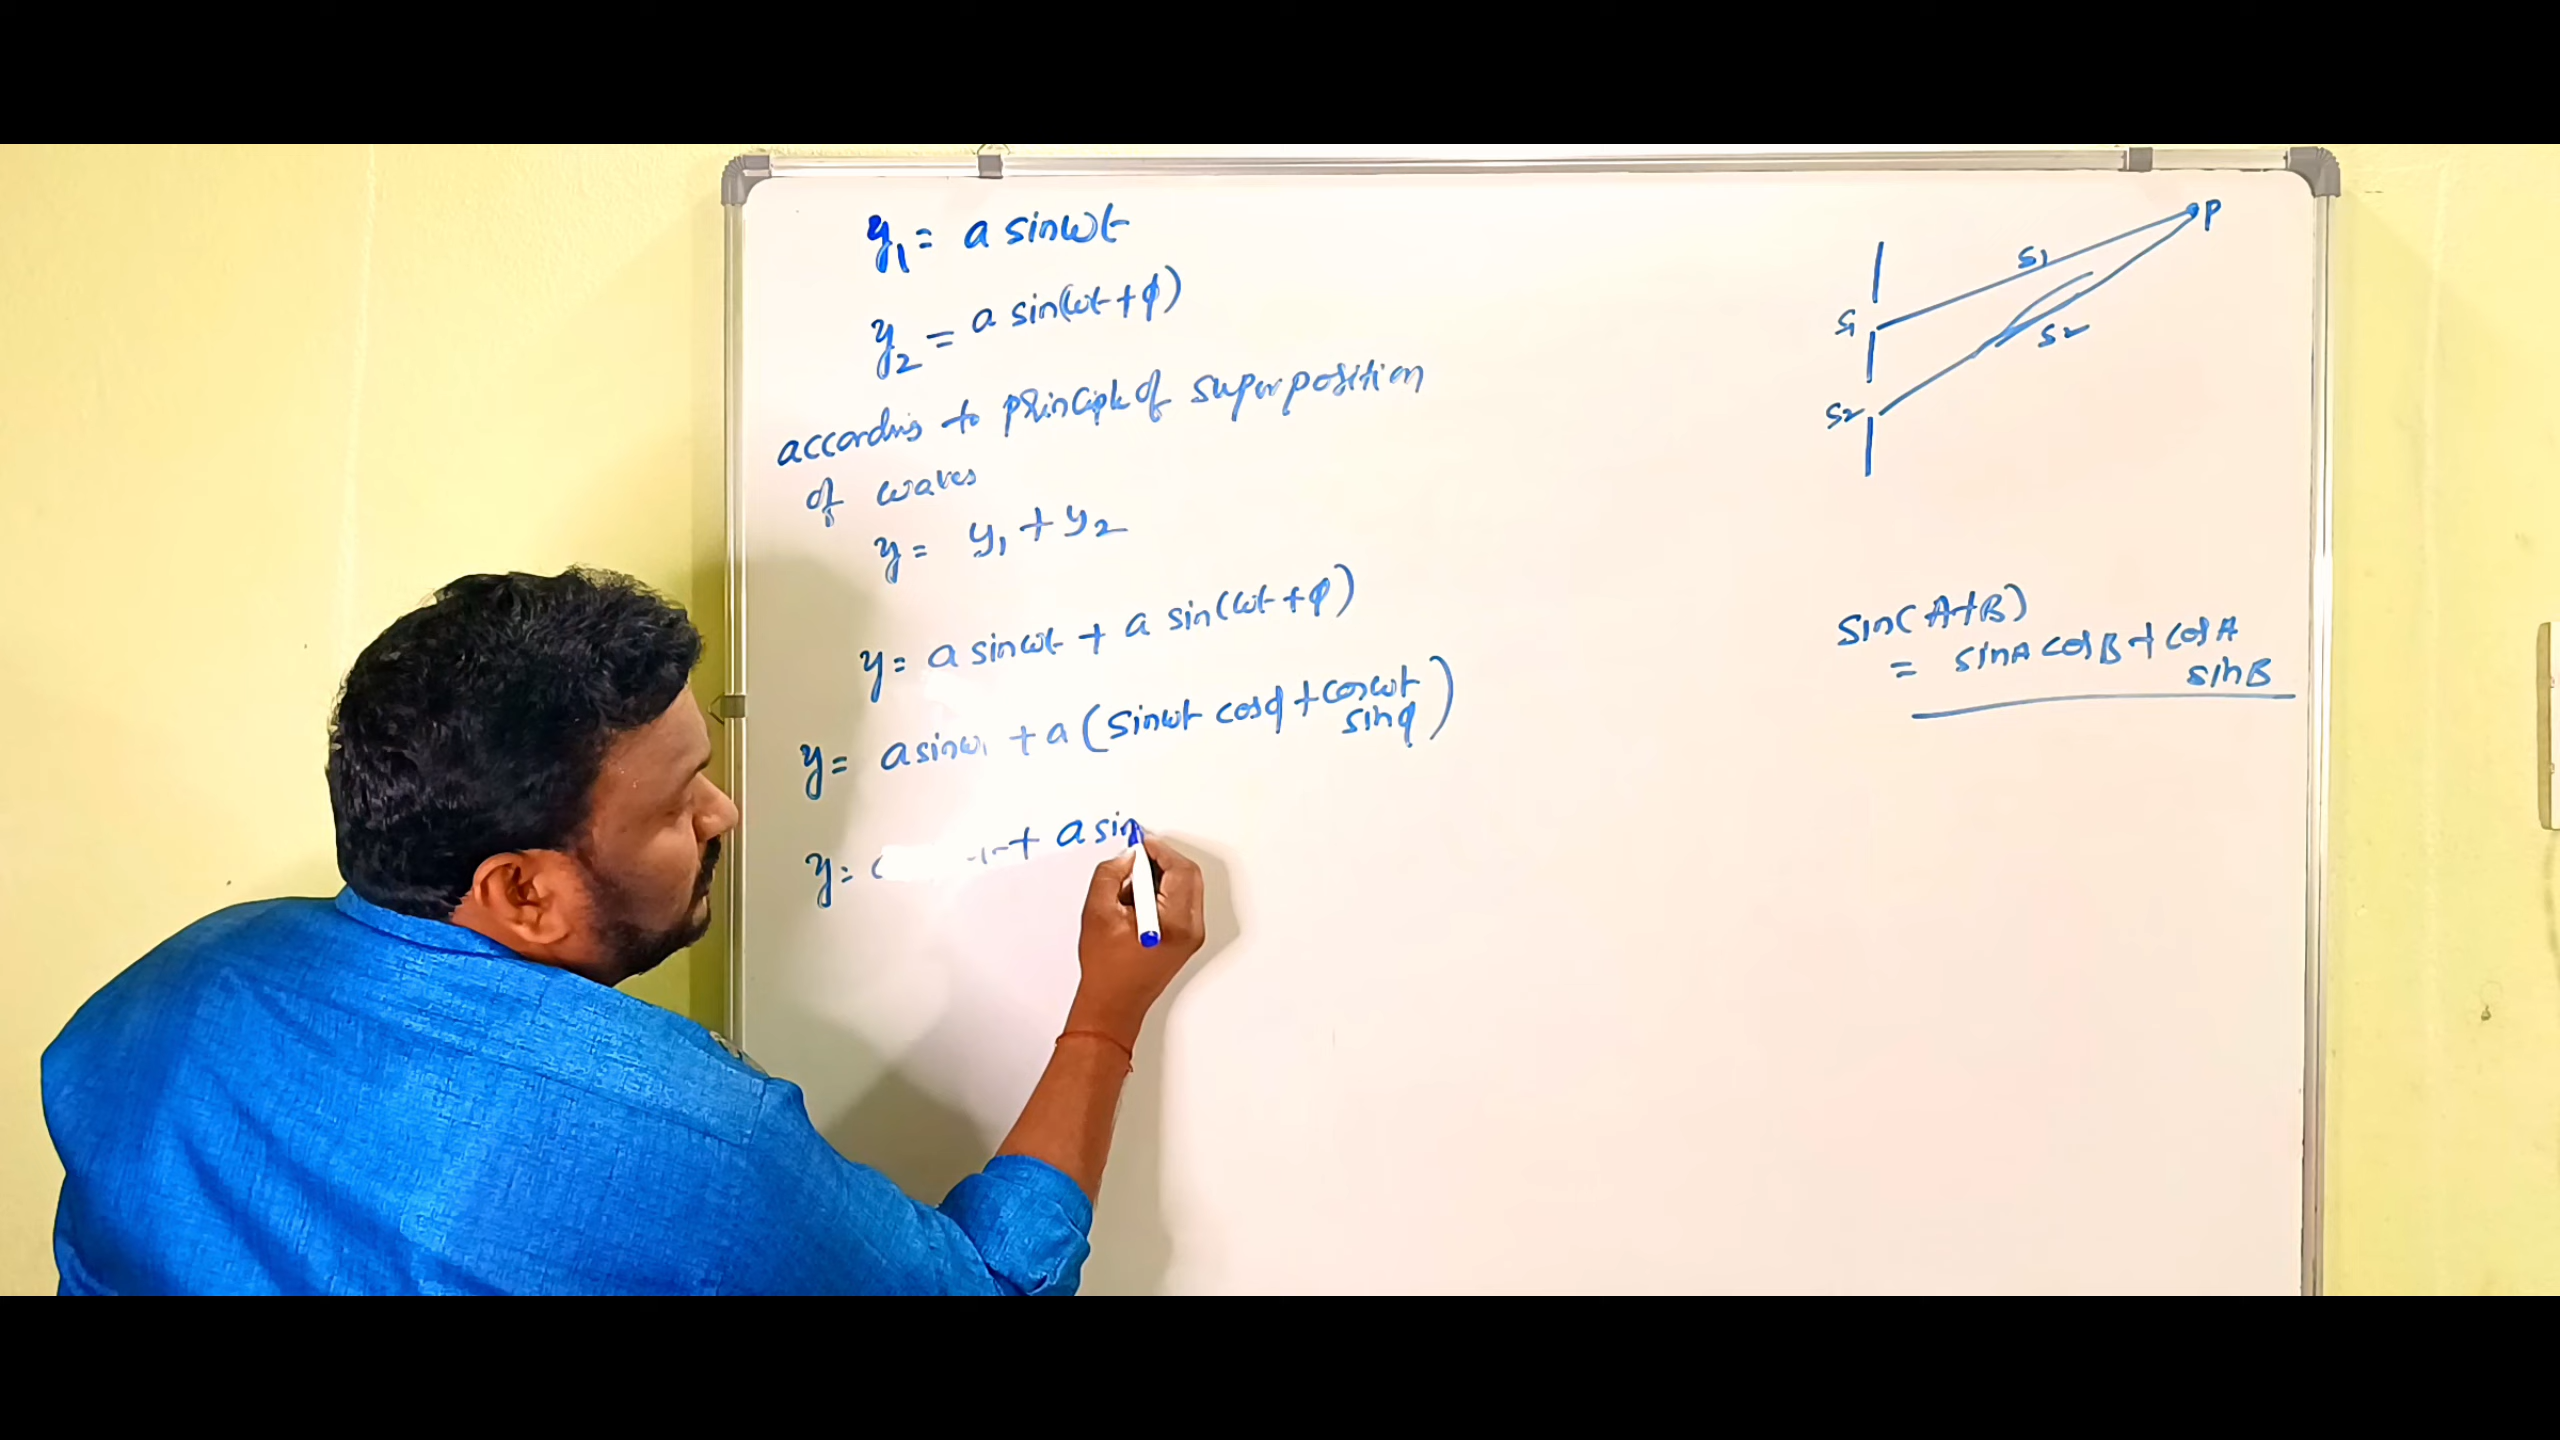 y₁ = a sinωt
y₂ = a sin(ωt + φ)
according to principle of superposition
of waves
y = y₁ + y₂
y = a sinωt + a sin(ωt + φ)
y = a sinω + a (sinωt cosφ + cosωt
sinφ)
y = + a sin
P
S₁
S₁
S₂
S₂
Sin(A+B)
= sinA cosB + cosA
sinB